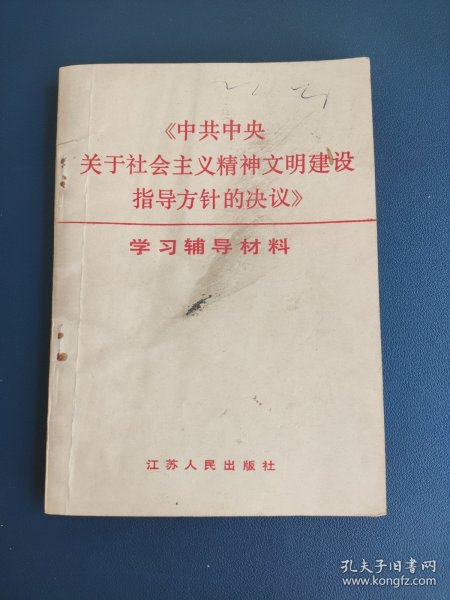 《中共中央
关于社会主义精神文明建设
指导方针的决议》
学习辅导材料
江苏人民出版社
孔夫子旧书网
www.kongfz.com